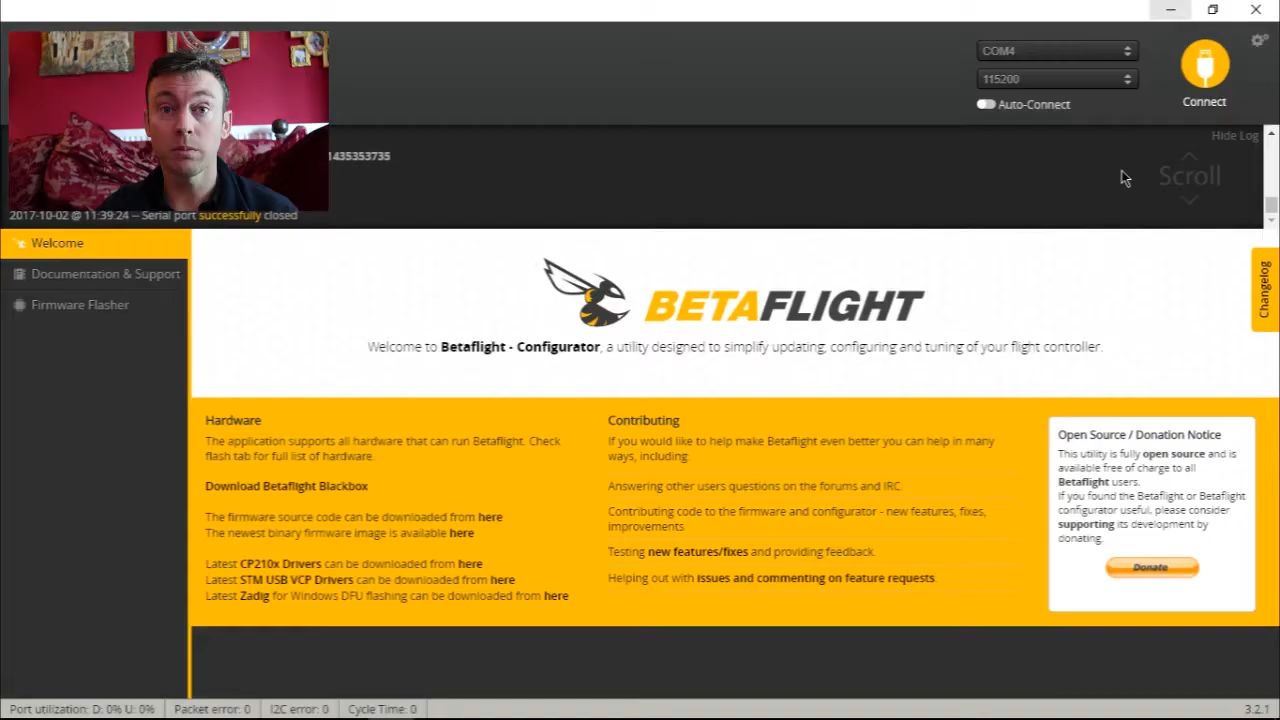 COM4
115200
Connect
Auto-Connect
Hide Log
1435353735
Scroll
2017-10-02 @ 11:39:24 -- Serial port successfully closed
Welcome
Documentation & Support
Firmware Flasher
Changelog
BETAFLIGHT
Welcome to Betaflight - Configurator, a utility designed to simplify updating, configuring and tuning of your flight controller.
Hardware
The application supports all hardware that can run Betaflight. Check
flash tab for full list of hardware.
Download Betaflight Blackbox
The firmware source code can be downloaded from here
The newest binary firmware image is available here
Latest CP210x Drivers can be downloaded from here
Latest STM USB VCP Drivers can be downloaded from here
Latest Zadig for Windows DFU flashing can be downloaded from here
Contributing
If you would like to help make Betaflight even better you can help in many
ways, including:
Answering other users questions on the forums and IRC.
Contributing code to the firmware and configurator - new features, fixes,
improvements
Testing new features/fixes and providing feedback.
Helping out with issues and commenting on feature requests.
Open Source / Donation Notice
This utility is fully open source and is
available free of charge to all
Betaflight users.
If you found the Betaflight or Betaflight
configurator useful, please consider
supporting its development by
donating.
Donate
Port utilization: D: 0% U: 0%
Packet error: 0
I2C error: 0
Cycle Time: 0
3.2.1